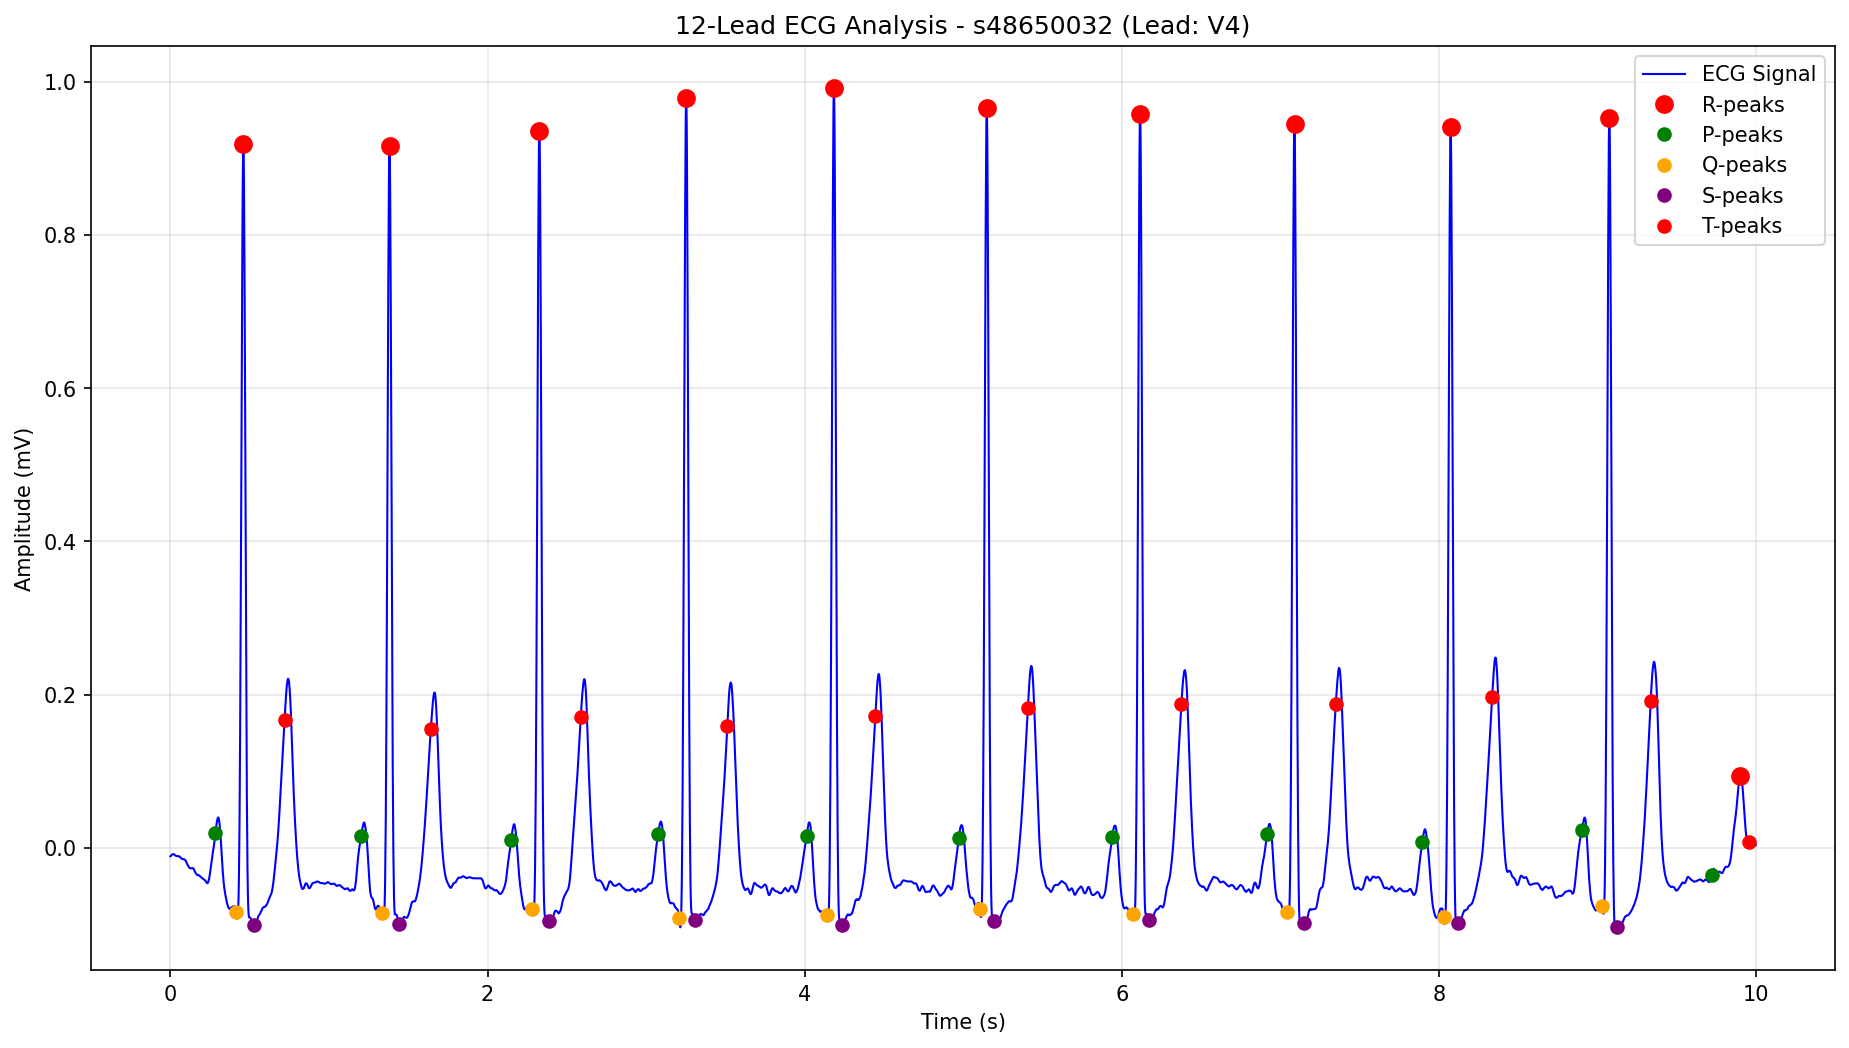 12-Lead ECG Analysis - s48650032 (Lead: V4)
ECG Signal
R-peaks
P-peaks
Q-peaks
S-peaks
T-peaks
Amplitude (mV)
1.0
0.8
0.6
0.4
0.2
0.0
0 2 4 6 8 10
Time (s)